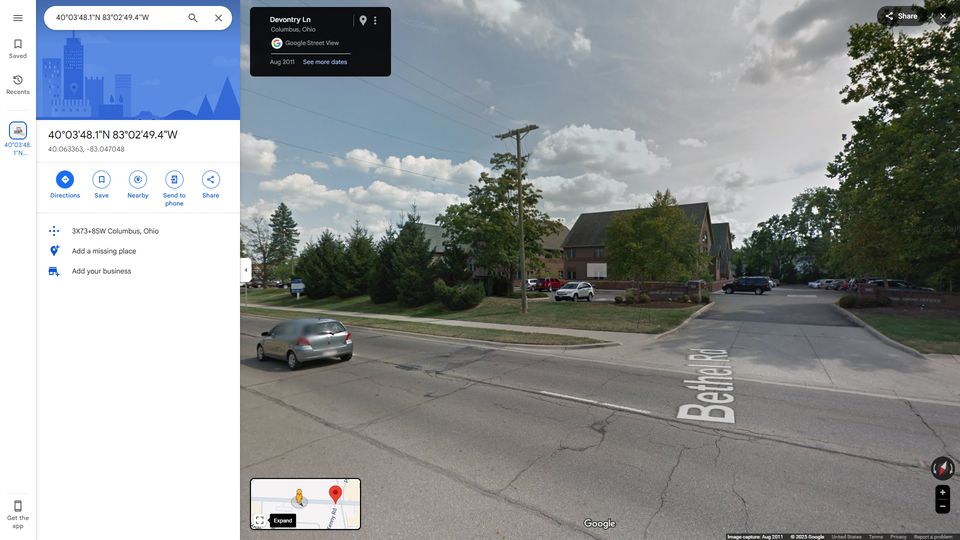 40°03'48.1"N 83°02'49.4"W
Saved
Recents
40°03'48.
1"N...
Get the
app
40°03'48.1"N 83°02'49.4"W
40.063363, -83.047048
Directions
Save
Nearby
Send to
phone
Share
3X73+8SW Columbus, Ohio
Add a missing place
Add your business
Devontry Ln
Columbus, Ohio
Google Street View
Aug 2011
See more dates
Share
Bethel Rd
Expand
Google
Image capture: Aug 2011
© 2025 Google
United States
Terms
Privacy
Report a problem